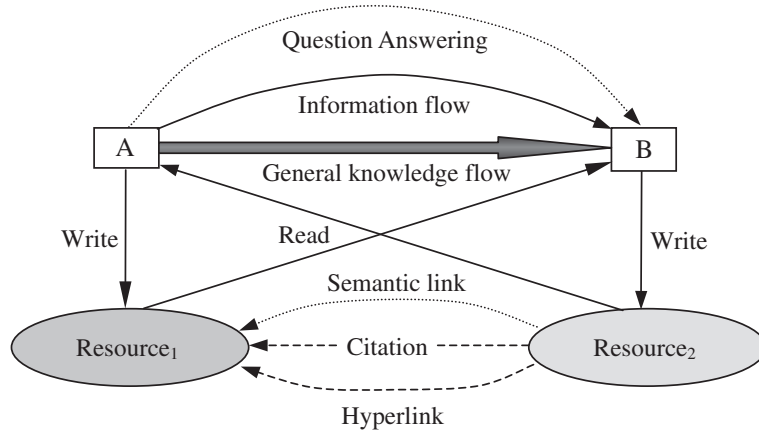 Question Answering
Information flow
A
B
General knowledge flow
Write
Read
Write
Semantic link
Resource₁
Citation
Resource₂
Hyperlink